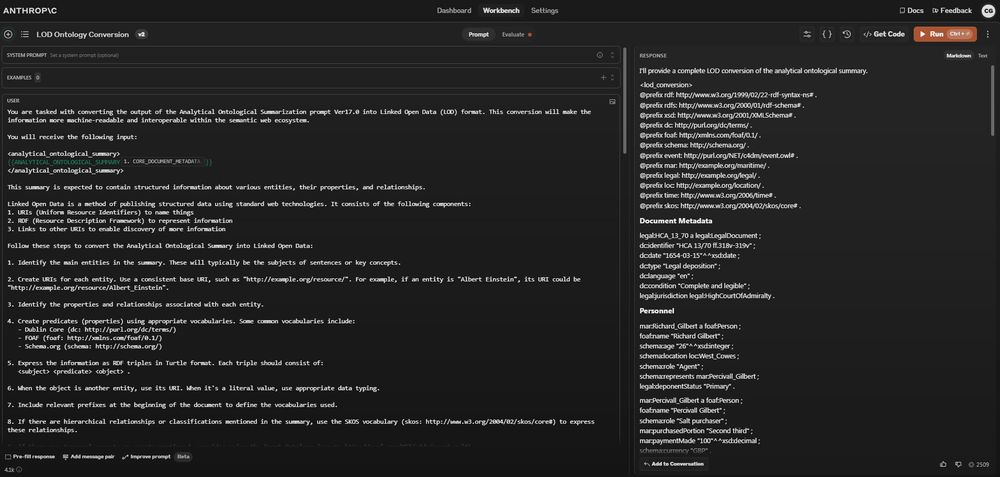 ANTHROP\C
Dashboard
Workbench
Settings
Docs
Feedback
CG
LOD Ontology Conversion
v2
Prompt
Evaluate
Get Code
Run
SYSTEM PROMPT Set a system prompt (optional)
EXAMPLES 0
USER
You are tasked with converting the output of the Analytical Ontological Summarization prompt Ver17.0 into Linked Open Data (LOD) format. This conversion will make the
information more machine-readable and interoperable within the semantic web ecosystem.
You will receive the following input:
<analytical_ontological_summary>
{{ANALYTICAL_ONTOLOGICAL_SUMMARY 1. CORE_DOCUMENT_METADATA }}
</analytical_ontological_summary>
This summary is expected to contain structured information about various entities, their properties, and relationships.
Linked Open Data is a method of publishing structured data using standard web technologies. It consists of the following components:
1. URIs (Uniform Resource Identifiers) to name things
2. RDF (Resource Description Framework) to represent information
3. Links to other URIs to enable discovery of more information
Follow these steps to convert the Analytical Ontological Summary into Linked Open Data:
1. Identify the main entities in the summary. These will typically be the subjects of sentences or key concepts.
2. Create URIs for each entity. Use a consistent base URI, such as "http://example.org/resource/". For example, if an entity is "Albert Einstein", its URI could be
"http://example.org/resource/Albert_Einstein".
3. Identify the properties and relationships associated with each entity.
4. Create predicates (properties) using appropriate vocabularies. Some common vocabularies include:
- Dublin Core (dc: http://purl.org/dc/terms/)
- FOAF (foaf: http://xmlns.com/foaf/0.1/)
- Schema.org (schema: http://schema.org/)
5. Express the information as RDF triples in Turtle format. Each triple should consist of:
<subject> <predicate> <object> .
6. When the object is another entity, use its URI. When it's a literal value, use appropriate data typing.
7. Include relevant prefixes at the beginning of the document to define the vocabularies used.
8. If there are hierarchical relationships or classifications mentioned in the summary, use the SKOS vocabulary (skos: http://www.w3.org/2004/02/skos/core#) to express
these relationships.
Pre-fill response
Add message pair
Improve prompt
Beta
4.1k
RESPONSE
Markdown
Text
I'll provide a complete LOD conversion of the analytical ontological summary.
<lod_conversion>
@prefix rdf: http://www.w3.org/1999/02/22-rdf-syntax-ns# .
@prefix rdfs: http://www.w3.org/2000/01/rdf-schema# .
@prefix xsd: http://www.w3.org/2001/XMLSchema# .
@prefix dc: http://purl.org/dc/terms/ .
@prefix foaf: http://xmlns.com/foaf/0.1/ .
@prefix schema: http://schema.org/ .
@prefix event: http://purl.org/NET/c4dm/event.owl# .
@prefix mar: http://example.org/maritime/ .
@prefix legal: http://example.org/legal/ .
@prefix loc: http://example.org/location/ .
@prefix time: http://www.w3.org/2006/time# .
@prefix skos: http://www.w3.org/2004/02/skos/core# .
Document Metadata
legal:HCA_13_70 a legal:LegalDocument ;
dc:identifier "HCA 13/70 ff.318v-319v" ;
dc:date "1654-03-15"^^xsd:date ;
dc:type "Legal deposition" ;
dc:language "en" ;
dc:condition "Complete and legible" ;
legal:jurisdiction legal:HighCourtOfAdmiralty .
Personnel
mar:Richard_Gilbert a foaf:Person ;
foaf:name "Richard Gilbert" ;
schema:age "26"^^xsd:integer ;
schema:location loc:West_Cowes ;
schema:role "Agent" ;
schema:represents mar:Percivall_Gilbert ;
legal:deponentStatus "Primary" .
mar:Percivall_Gilbert a foaf:Person ;
foaf:name "Percivall Gilbert" ;
schema:role "Salt purchaser" ;
mar:purchasedPortion "Second third" ;
mar:paymentMade "100"^^xsd:decimal ;
schema:currency "GBP" .
Add to Conversation
2509